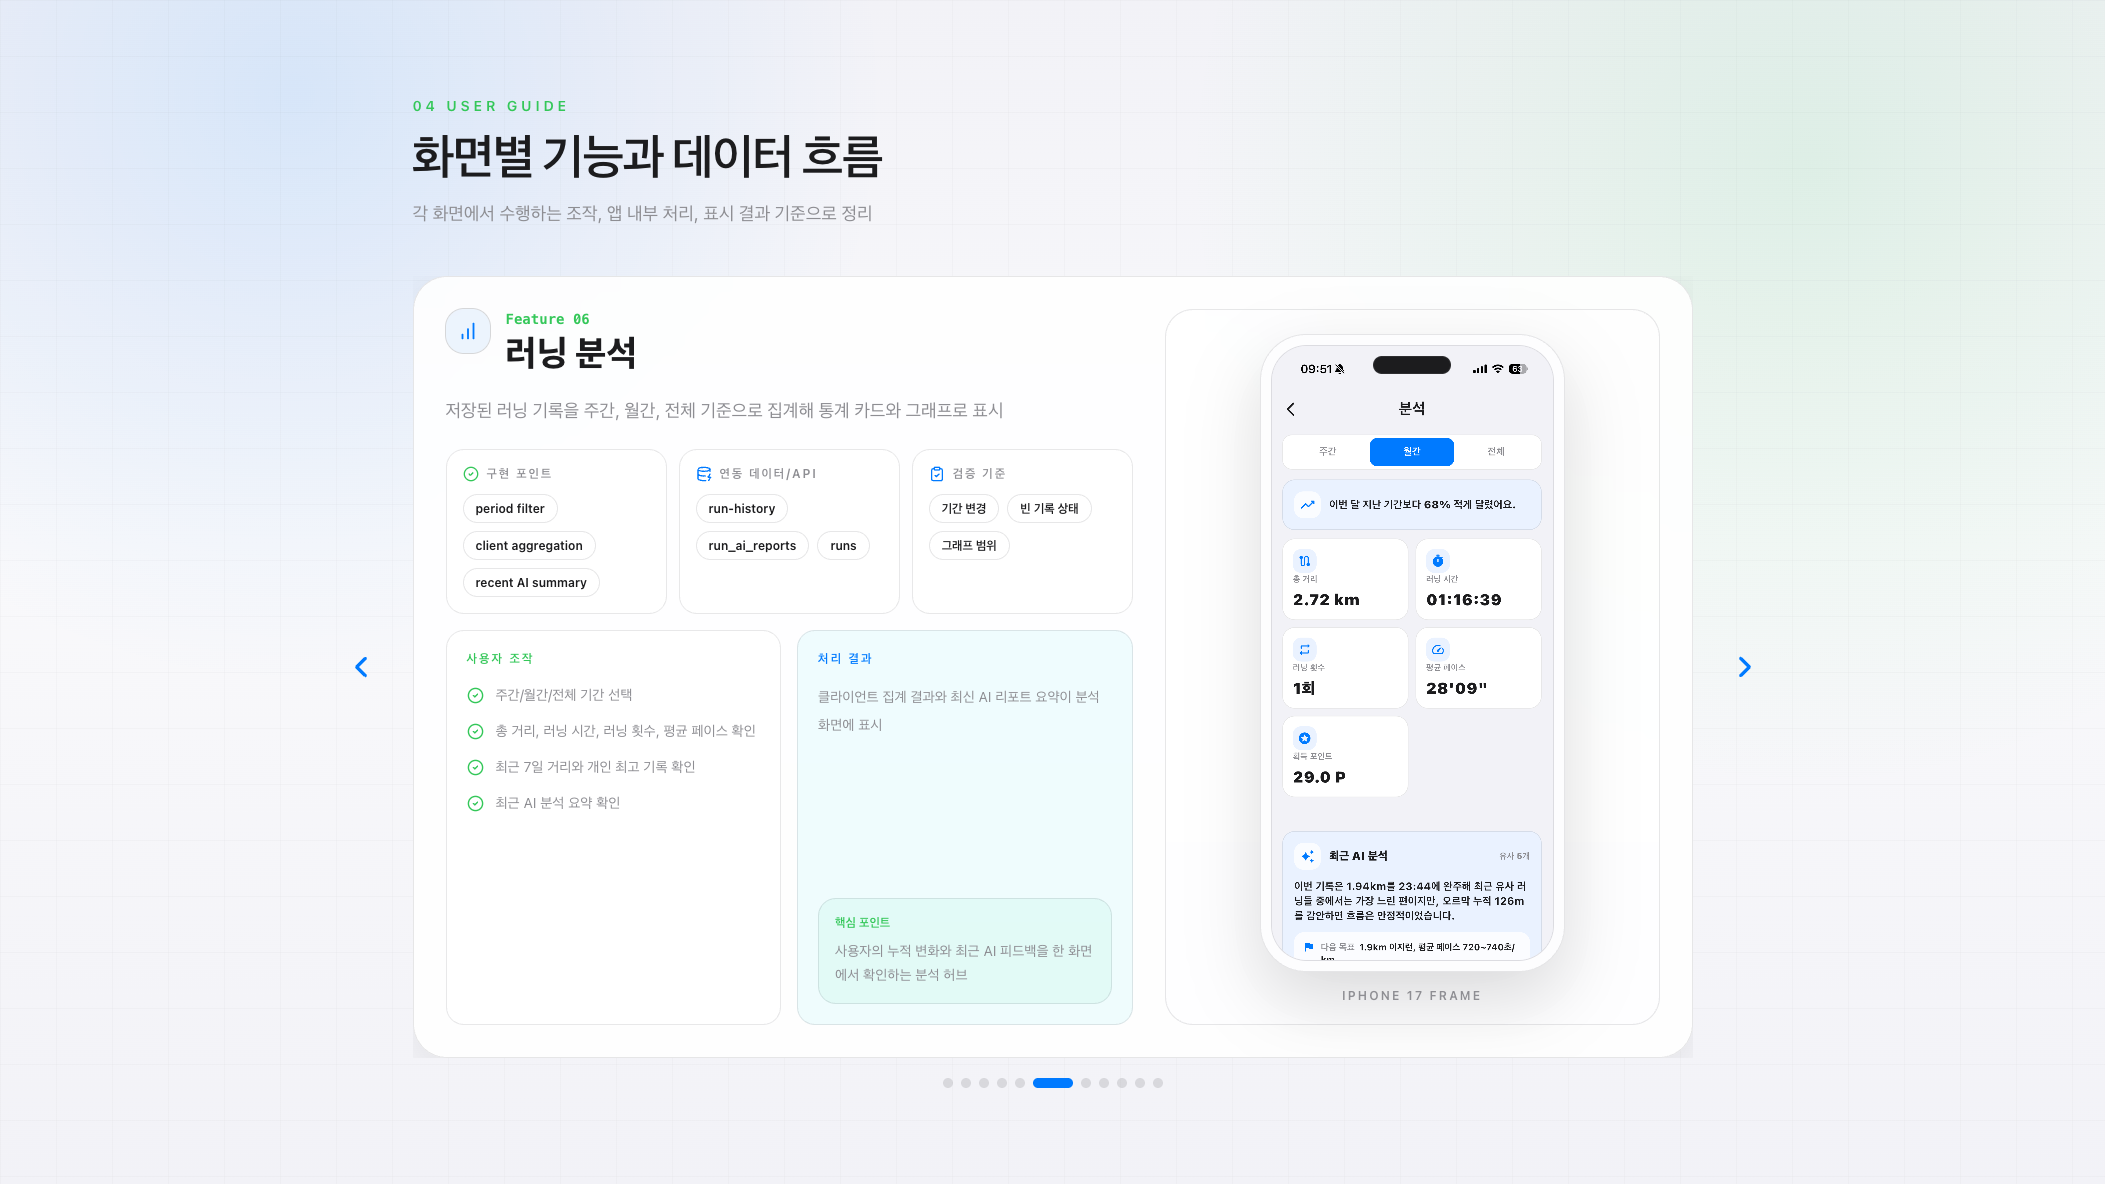 04 USER GUIDE
화면별 기능과 데이터 흐름
각 화면에서 수행하는 조작, 앱 내부 처리, 표시 결과 기준으로 정리
Feature 06
러닝 분석
저장된 러닝 기록을 주간, 월간, 전체 기준으로 집계해 통계 카드와 그래프로 표시
구현 포인트
period filter
client aggregation
recent AI summary
연동 데이터/API
run-history
run_ai_reports runs
검증 기준
기간 변경 빈 기록 상태
그래프 범위
사용자 조작
주간/월간/전체 기간 선택
총 거리, 러닝 시간, 러닝 횟수, 평균 페이스 확인
최근 7일 거리와 개인 최고 기록 확인
최근 AI 분석 요약 확인
처리 결과
클라이언트 집계 결과와 최신 AI 리포트 요약이 분석
화면에 표시
핵심 포인트
사용자의 누적 변화와 최근 AI 피드백을 한 화면
에서 확인하는 분석 허브
09:51 63
분석
주간 월간 전체
이번 달 지난 기간보다 68% 적게 달렸어요.
총 거리
2.72 km
러닝 시간
01:16:39
러닝 횟수
1회
평균 페이스
28'09"
획득 포인트
29.0 P
최근 AI 분석 유사 5개
이번 기록은 1.94km를 23:44에 완주해 최근 유사 러
닝들 중에서는 가장 느린 편이지만, 오르막 누적 126m
를 감안하면 흐름은 안정적이었습니다.
다음 목표 1.9km 이지런, 평균 페이스 720~740초/
km
IPHONE 17 FRAME